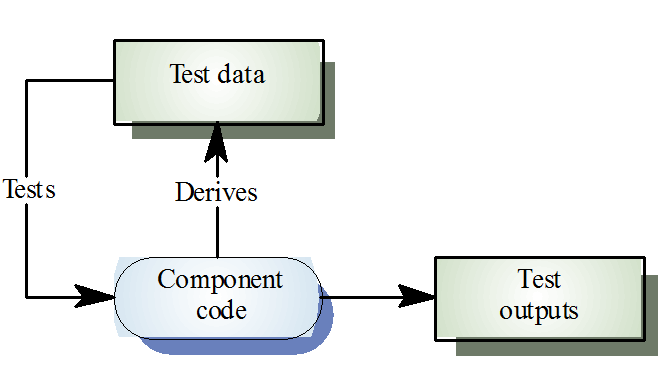 Test data
Tests
Derives
Component
code
Test
outputs